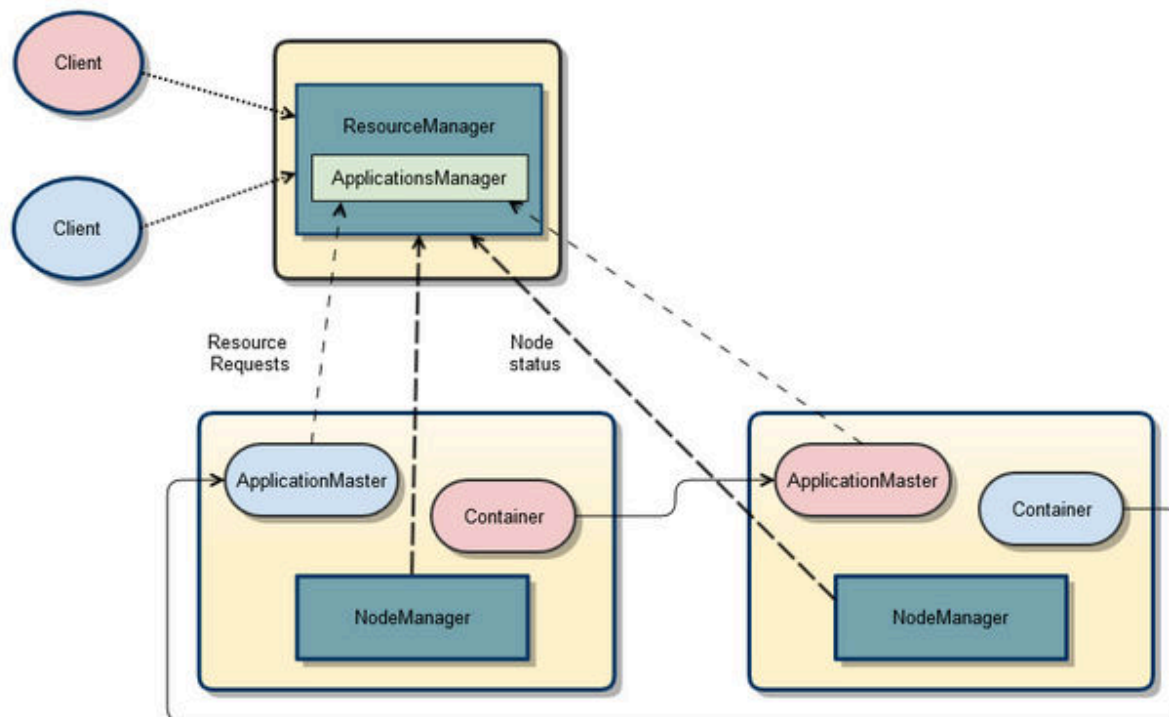 Client
ResourceManager
ApplicationsManager
Client
Resource
Requests
Node
status
ApplicationMaster
Container
NodeManager
ApplicationMaster
Container
NodeManager